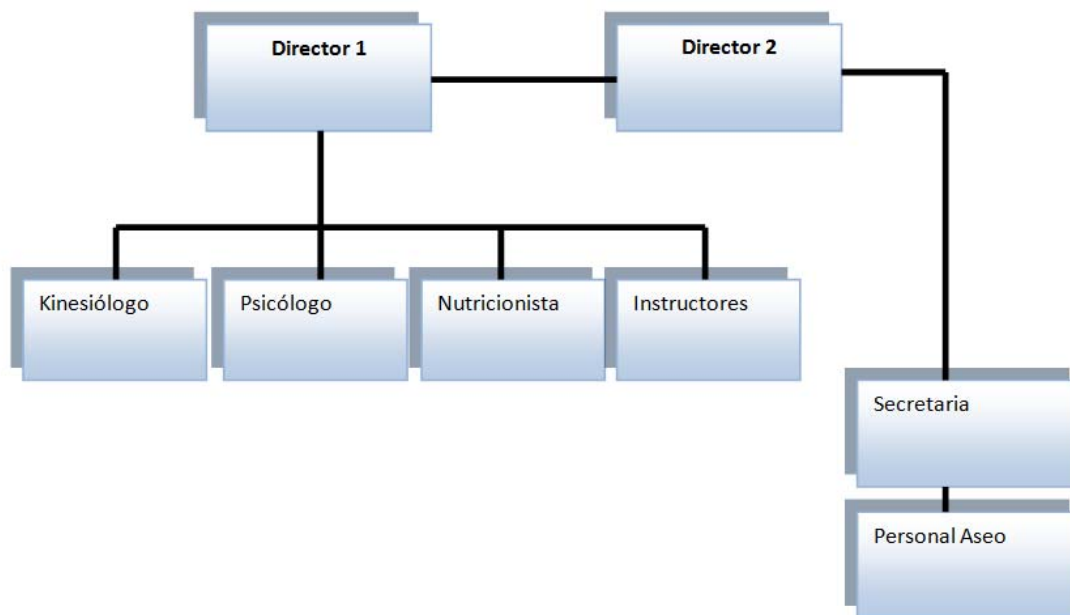 Director 1
Director 2
Kinesiólogo
Psicólogo
Nutricionista
Instructores
Secretaria
Personal Aseo